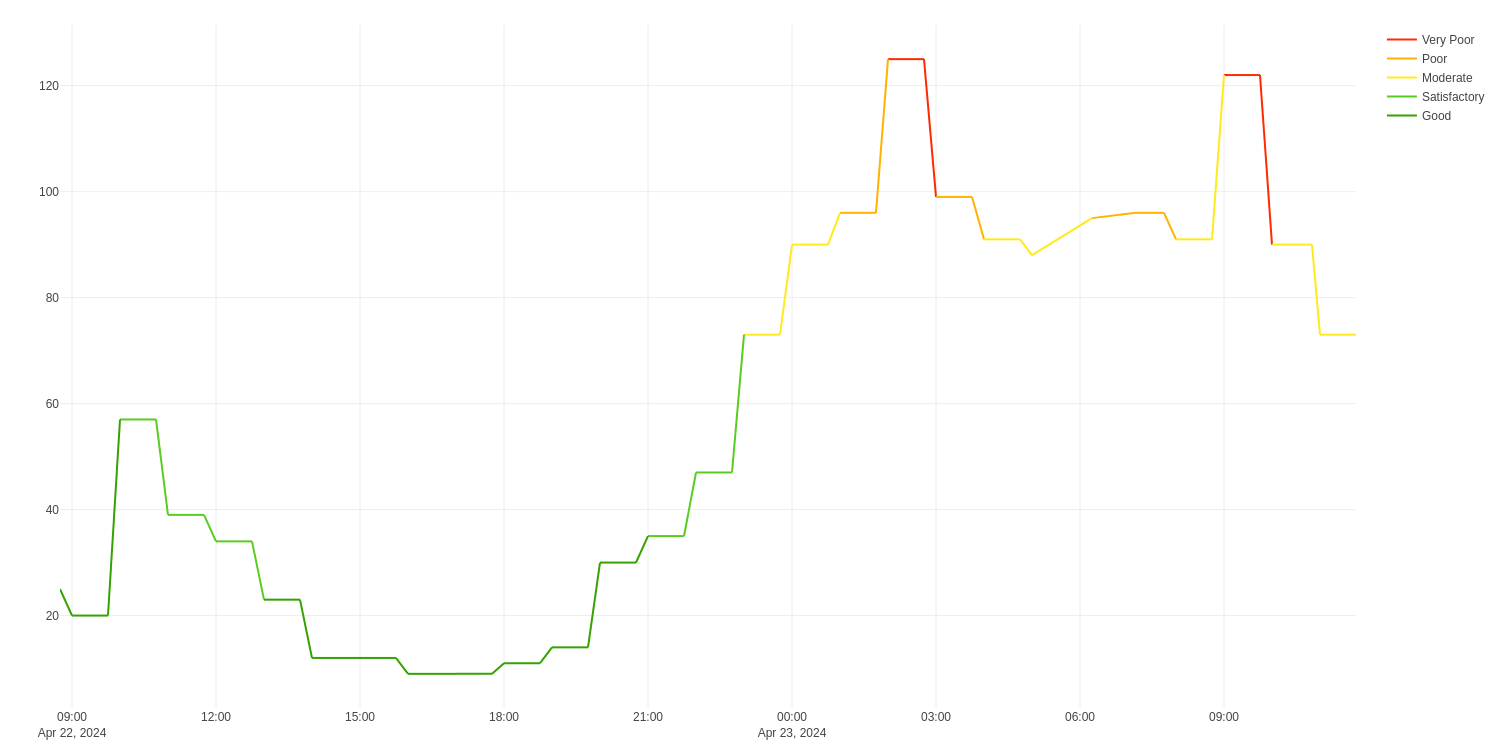 120
100
80
60
40
20
09:00
Apr 22, 2024
12:00
15:00
18:00
21:00
00:00
Apr 23, 2024
03:00
06:00
09:00
Very Poor
Poor
Moderate
Satisfactory
Good